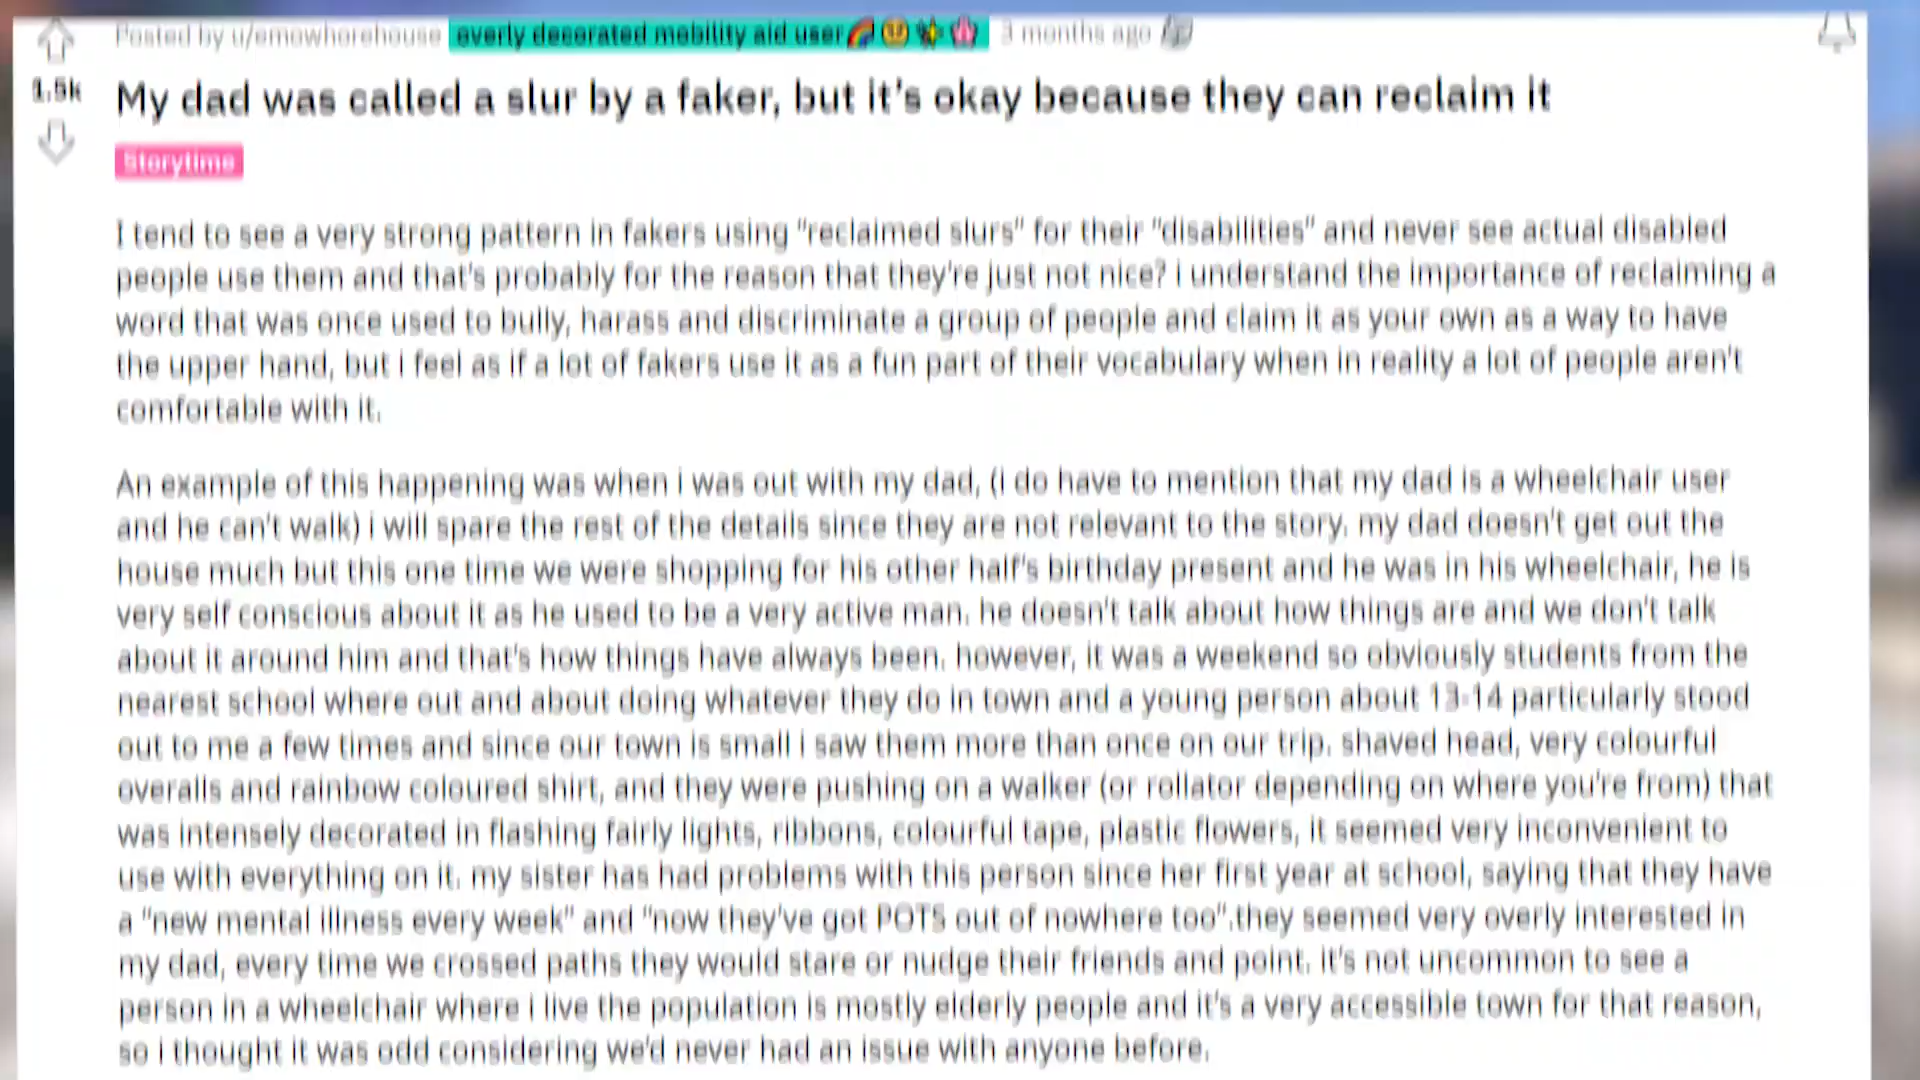 Posted by u/emowhorehouse overly decorated mobility aid user 3 months ago
1.5k
My dad was called a slur by a faker, but it's okay because they can reclaim it
Storytime
I tend to see a very strong pattern in fakers using "reclaimed slurs" for their "disabilities" and never see actual disabled
people use them and that's probably for the reason that they're just not nice? i understand the importance of reclaiming a
word that was once used to bully, harass and discriminate a group of people and claim it as your own as a way to have
the upper hand, but i feel as if a lot of fakers use it as a fun part of their vocabulary when in reality a lot of people aren't
comfortable with it.
An example of this happening was when i was out with my dad, (i do have to mention that my dad is a wheelchair user
and he can't walk) i will spare the rest of the details since they are not relevant to the story. my dad doesn't get out the
house much but this one time we were shopping for his other half's birthday present and he was in his wheelchair, he is
very self conscious about it as he used to be a very active man. he doesn't talk about how things are and we don't talk
about it around him and that's how things have always been. however, it was a weekend so obviously students from the
nearest school where out and about doing whatever they do in town and a young person about 13-14 particularly stood
out to me a few times and since our town is small i saw them more than once on our trip. shaved head, very colourful
overalls and rainbow coloured shirt, and they were pushing on a walker (or rollator depending on where you're from) that
was intensely decorated in flashing fairly lights, ribbons, colourful tape, plastic flowers, it seemed very inconvenient to
use with everything on it. my sister has had problems with this person since her first year at school, saying that they have
a "new mental illness every week" and "now they've got POTS out of nowhere too".they seemed very overly interested in
my dad, every time we crossed paths they would stare or nudge their friends and point. it's not uncommon to see a
person in a wheelchair where i live the population is mostly elderly people and it's a very accessible town for that reason,
so i thought it was odd considering we'd never had an issue with anyone before.